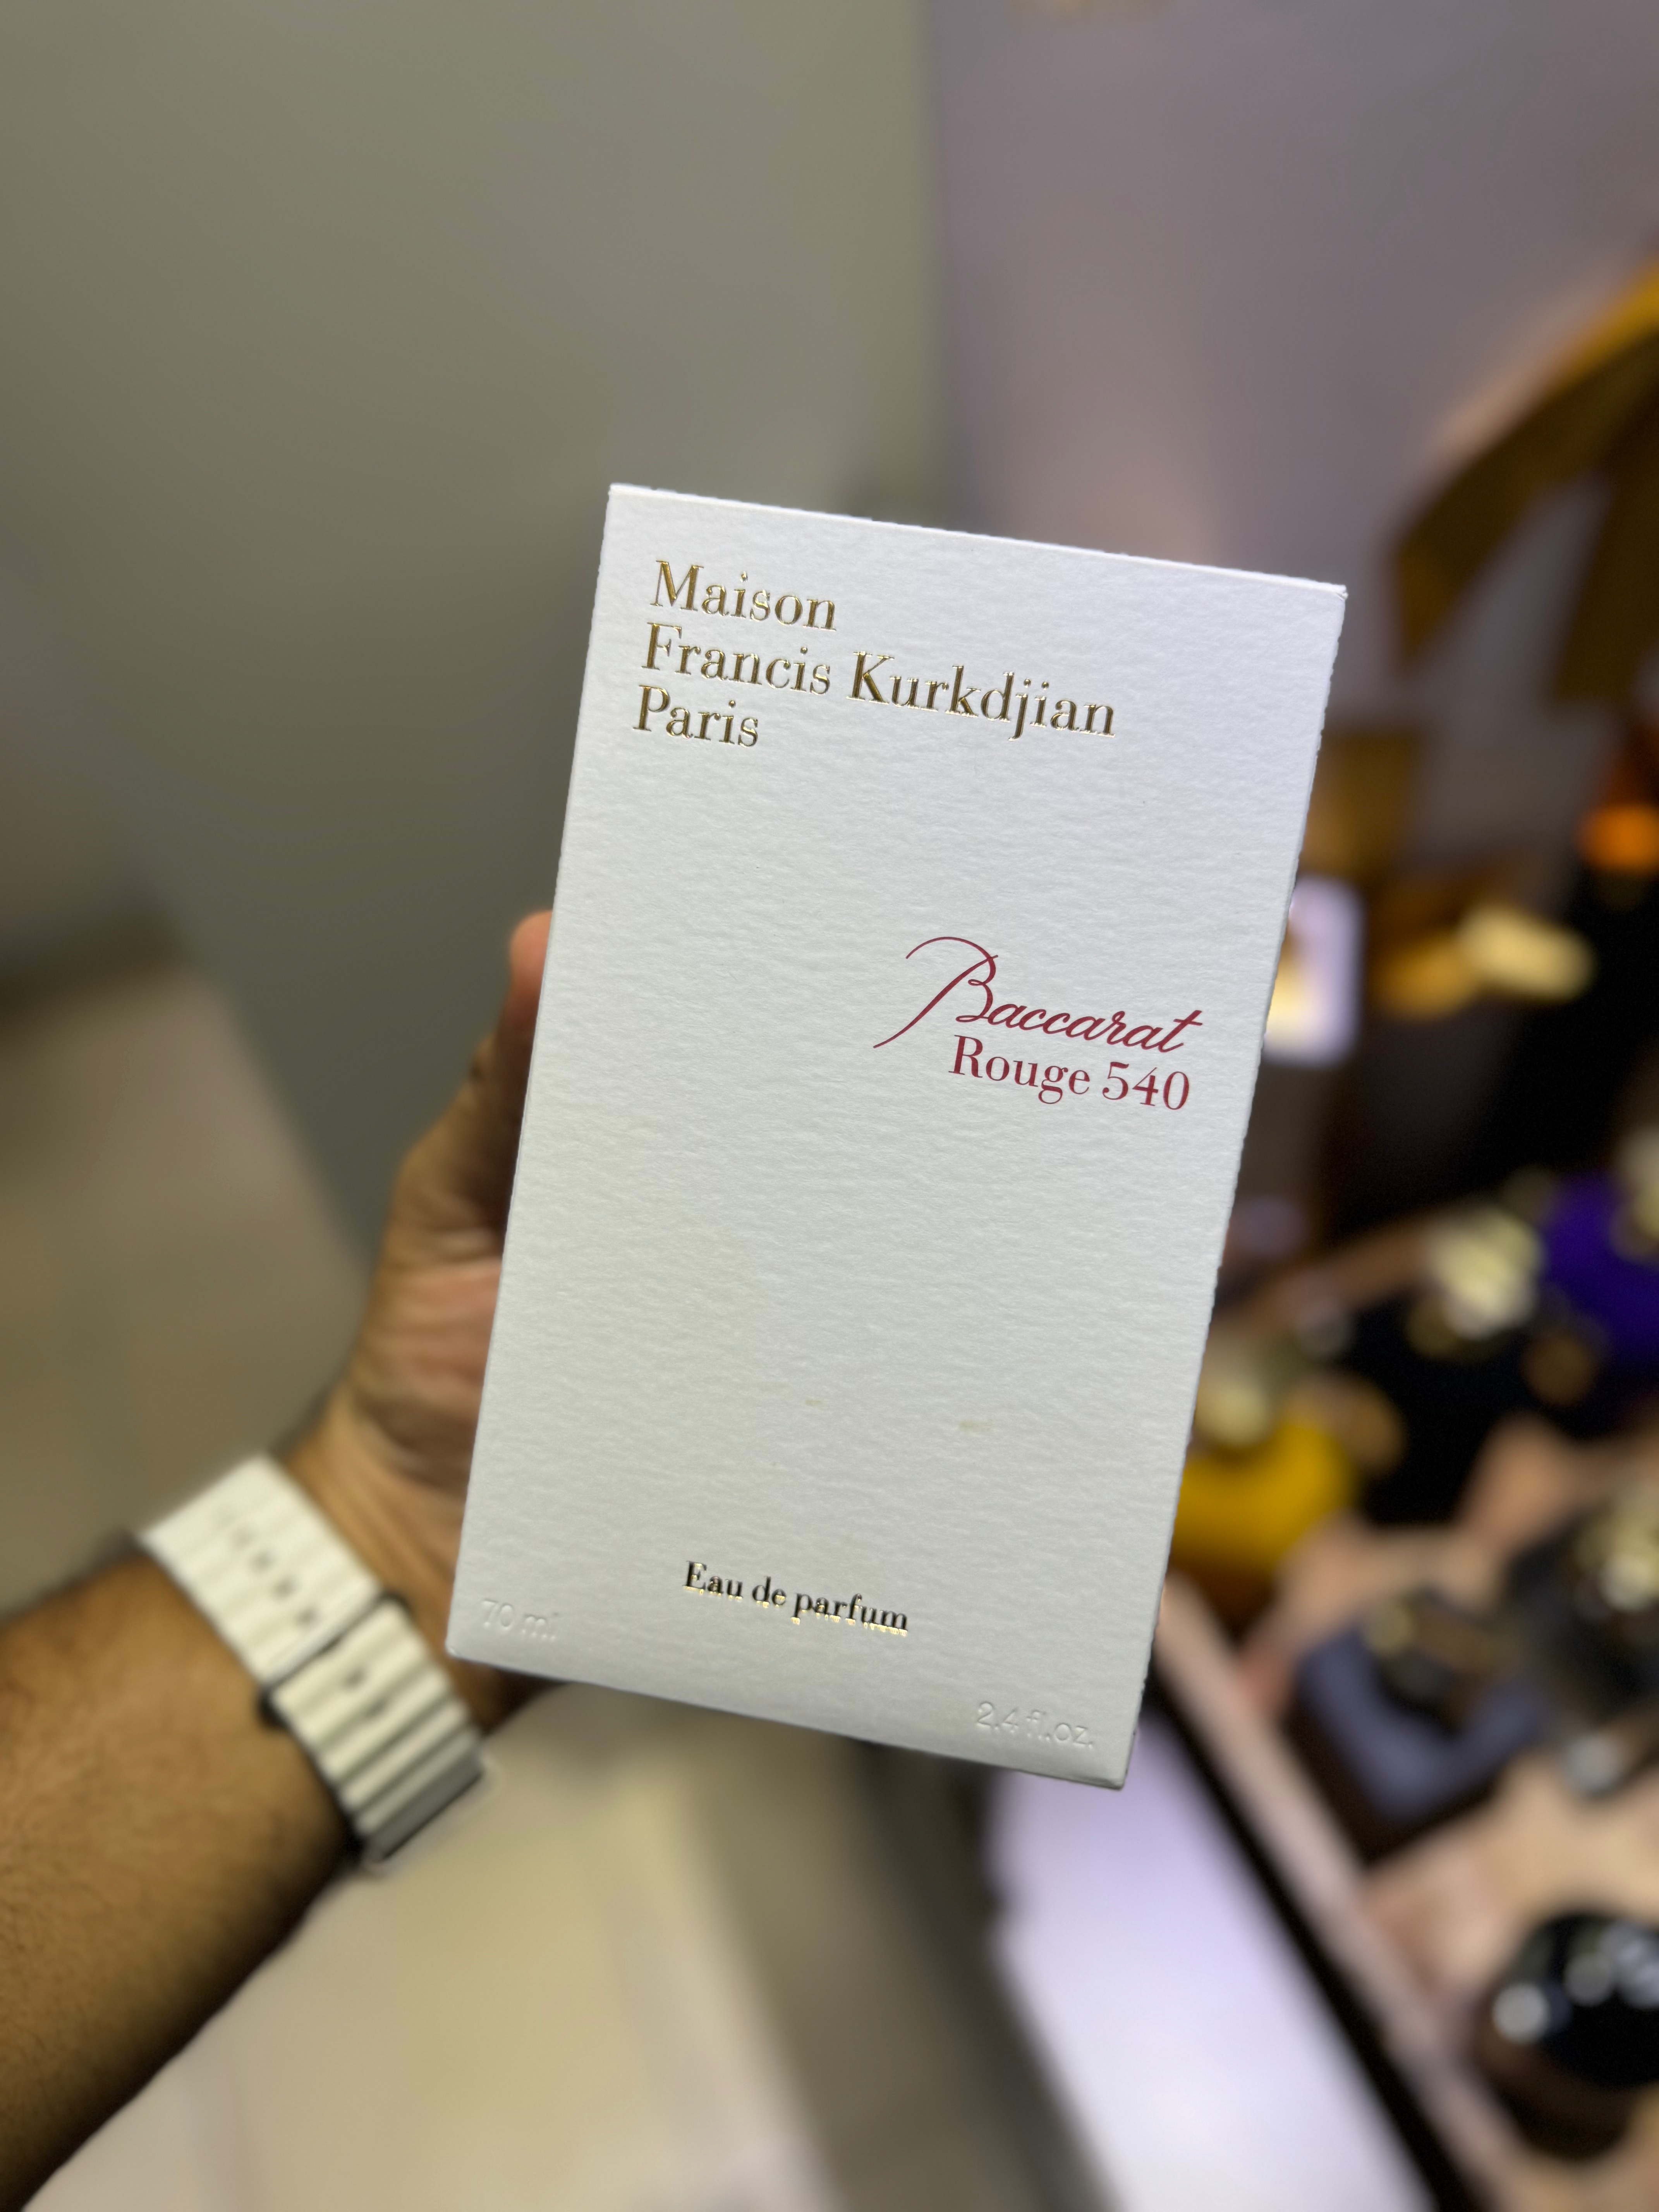 Maison
Francis Kurkdjian
Paris
Baccarat
Rouge 540
Eau de parfum
70 ml.
2.4 fl.oz.